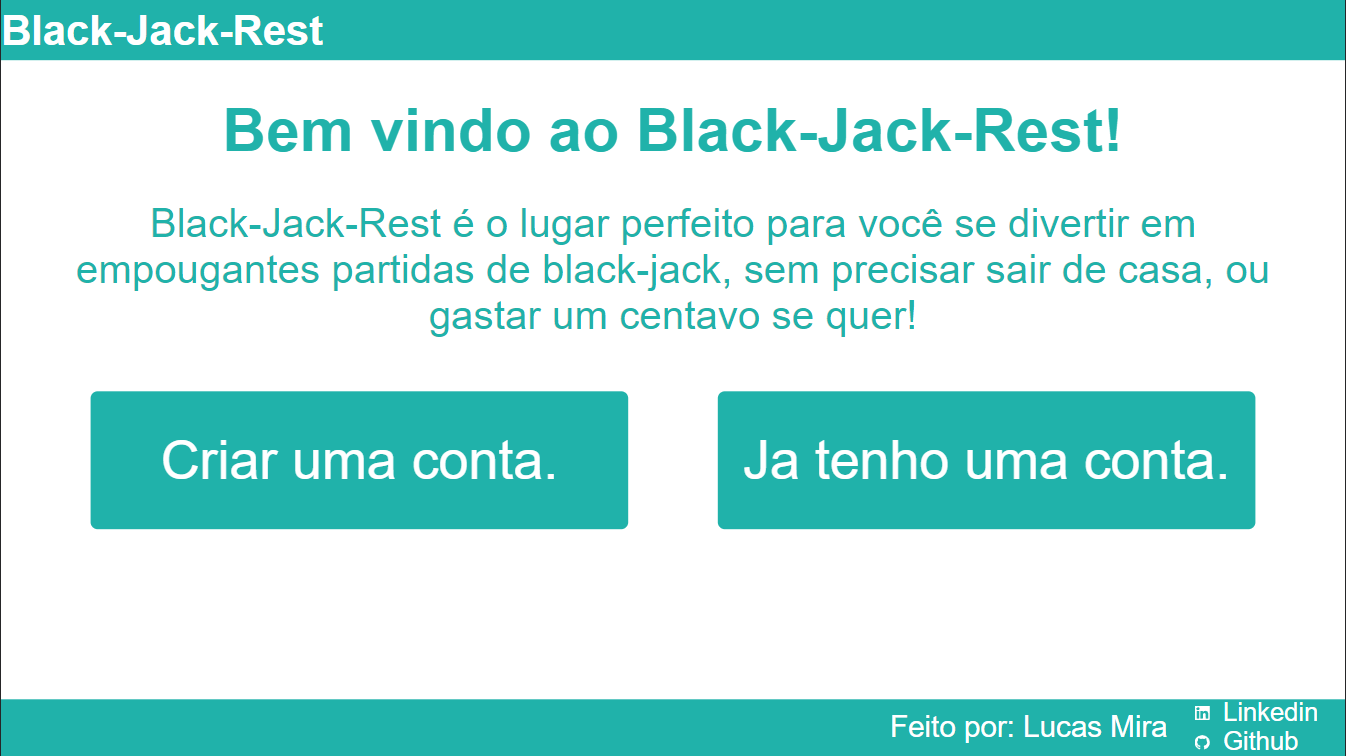 Black-Jack-Rest
Bem vindo ao Black-Jack-Rest!
Black-Jack-Rest é o lugar perfeito para você se divertir em
empougantes partidas de black-jack, sem precisar sair de casa, ou
gastar um centavo se quer!
Criar uma conta.
Ja tenho uma conta.
Feito por: Lucas Mira
Linkedin
Github